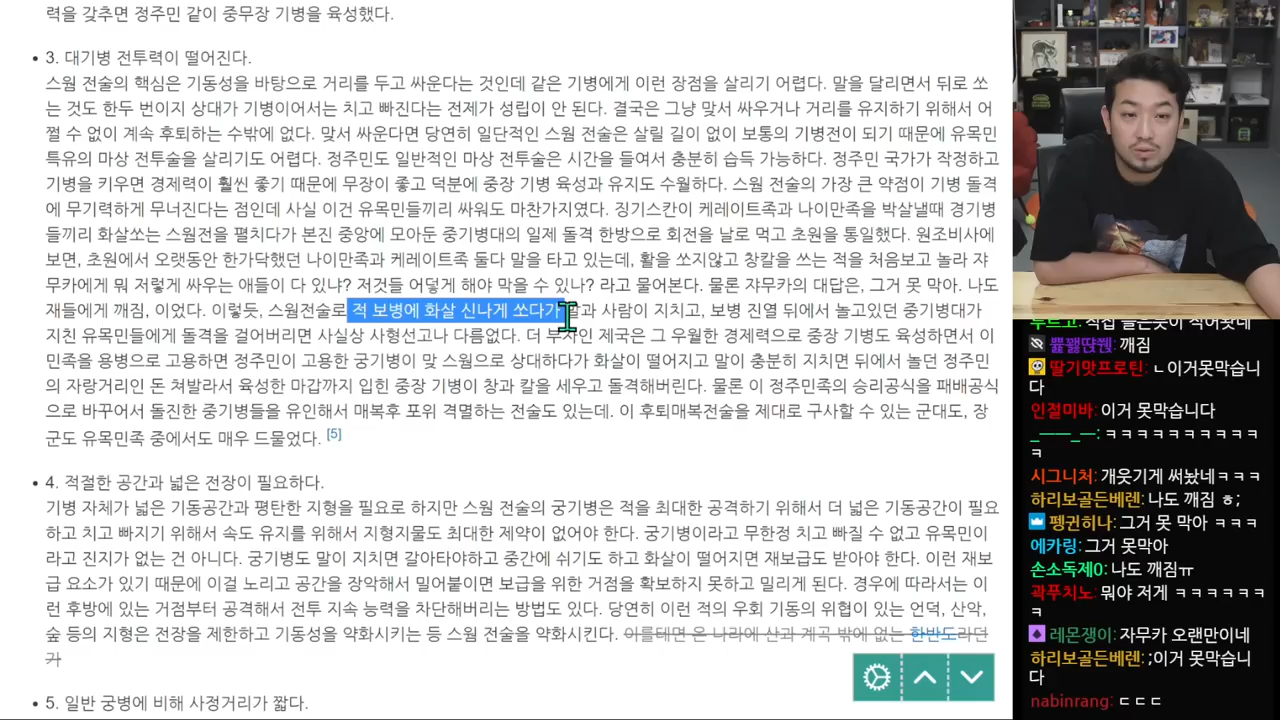 력을 갖추면 정주민 같이 중무장 기병을 육성했다.
3. 대기병 전투력이 떨어진다.
스웜 전술의 핵심은 기동성을 바탕으로 거리를 두고 싸운다는 것인데 같은 기병에게 이런 장점을 살리기 어렵다. 말을 달리면서 뒤로 쏘
는 것도 한두 번이지 상대가 기병이어서는 치고 빠진다는 전제가 성립이 안 된다. 결국은 그냥 맞서 싸우거나 거리를 유지하기 위해서 어
쩔 수 없이 계속 후퇴하는 수밖에 없다. 맞서 싸운다면 당연히 일단적인 스웜 전술은 살릴 길이 없이 보통의 기병전이 되기 때문에 유목민
특유의 마상 전투술을 살리기도 어렵다. 정주민도 일반적인 마상 전투술은 시간을 들여서 충분히 습득 가능하다. 정주민 국가가 작정하고
기병을 키우면 경제력이 훨씬 좋기 때문에 무장이 좋고 덕분에 중장 기병 육성과 유지도 수월하다. 스웜 전술의 가장 큰 약점이 기병 돌격
에 무기력하게 무너진다는 점인데 사실 이건 유목민들끼리 싸워도 마찬가지였다. 징기스칸이 케레이트족과 나이만족을 박살낼때 경기병
들끼리 화살쏘는 스웜전을 펼치다가 본진 중앙에 모아둔 중기병대의 일제 돌격 한방으로 회전을 날로 먹고 초원을 통일했다. 원조비사에
보면, 초원에서 오랫동안 한가닥했던 나이만족과 케레이트족 둘다 말을 타고 있는데, 활을 쏘지않고 창칼을 쓰는 적을 처음보고 놀라 쟈
무카에게 뭐 저렇게 싸우는 애들이 다 있냐? 저것들 어떻게 해야 막을 수 있나? 라고 물어본다. 물론 쟈무카의 대답은, 그거 못 막아. 나도
재들에게 깨짐, 이었다. 이렇듯, 스웜전술로 적 보병에 화살 신나게 쏘다가 말과 사람이 지치고, 보병 진열 뒤에서 놀고있던 중기병대가
지친 유목민들에게 돌격을 걸어버리면 사실상 사형선고나 다름없다. 더 부자인 제국은 그 우월한 경제력으로 중장 기병도 육성하면서 이
민족을 용병으로 고용하면 정주민이 고용한 궁기병이 맞 스웜으로 상대하다가 화살이 떨어지고 말이 충분히 지치면 뒤에서 놀던 정주민
의 자랑거리인 돈 쳐발라서 육성한 마갑까지 입힌 중장 기병이 창과 칼을 세우고 돌격해버린다. 물론 이 정주민족의 승리공식을 패배공식
으로 바꾸어서 돌진한 중기병들을 유인해서 매복후 포위 격멸하는 전술도 있는데. 이 후퇴매복전술을 제대로 구사할 수 있는 군대도, 장
군도 유목민족 중에서도 매우 드물었다. [5]
4. 적절한 공간과 넓은 전장이 필요하다.
기병 자체가 넓은 기동공간과 평탄한 지형을 필요로 하지만 스웜 전술의 궁기병은 적을 최대한 공격하기 위해서 더 넓은 기동공간이 필요
하고 치고 빠지기 위해서 속도 유지를 위해서 지형지물도 최대한 제약이 없어야 한다. 궁기병이라고 무한정 치고 빠질 수 없고 유목민이
라고 진지가 없는 건 아니다. 궁기병도 말이 지치면 갈아타야하고 중간에 쉬기도 하고 화살이 떨어지면 재보급도 받아야 한다. 이런 재보
급 요소가 있기 때문에 이걸 노리고 공간을 장악해서 밀어붙이면 보급을 위한 거점을 확보하지 못하고 밀리게 된다. 경우에 따라서는 이
런 후방에 있는 거점부터 공격해서 전투 지속 능력을 차단해버리는 방법도 있다. 당연히 이런 적의 우회 기동의 위협이 있는 언덕, 산악,
숲 등의 지형은 전장을 제한하고 기동성을 약화시키는 등 스웜 전술을 약화시킨다. 이를테면 온 나라에 산과 계곡 밖에 없는 한반도라던
가
5. 일반 궁병에 비해 사정거리가 짧다.
깨짐
딸기맛프로틴: ㄴ이거못막습니
다
인절미바: 이거 못막습니다
_ㅡㅡ_ㅡ: ㅋㅋㅋㅋㅋㅋㅋㅋㅋㅋ
ㅋ
시그니처: 개웃기게 써놨네ㅋㅋㅋ
하리보골든베렌: 나도 깨짐 ㅎ;
펭귄히나: 그거 못 막아 ㅋㅋㅋ
에카링: 그거 못막아
손소독제0: 나도 깨짐ㅠ
곽푸치노: 뭐야 저게 ㅋㅋㅋㅋㅋㅋ
ㅋ
레몬쟁이: 자무카 오랜만이네
하리보골든베렌: ;이거 못막습니
다
nabinrang: ㄷㄷㄷ